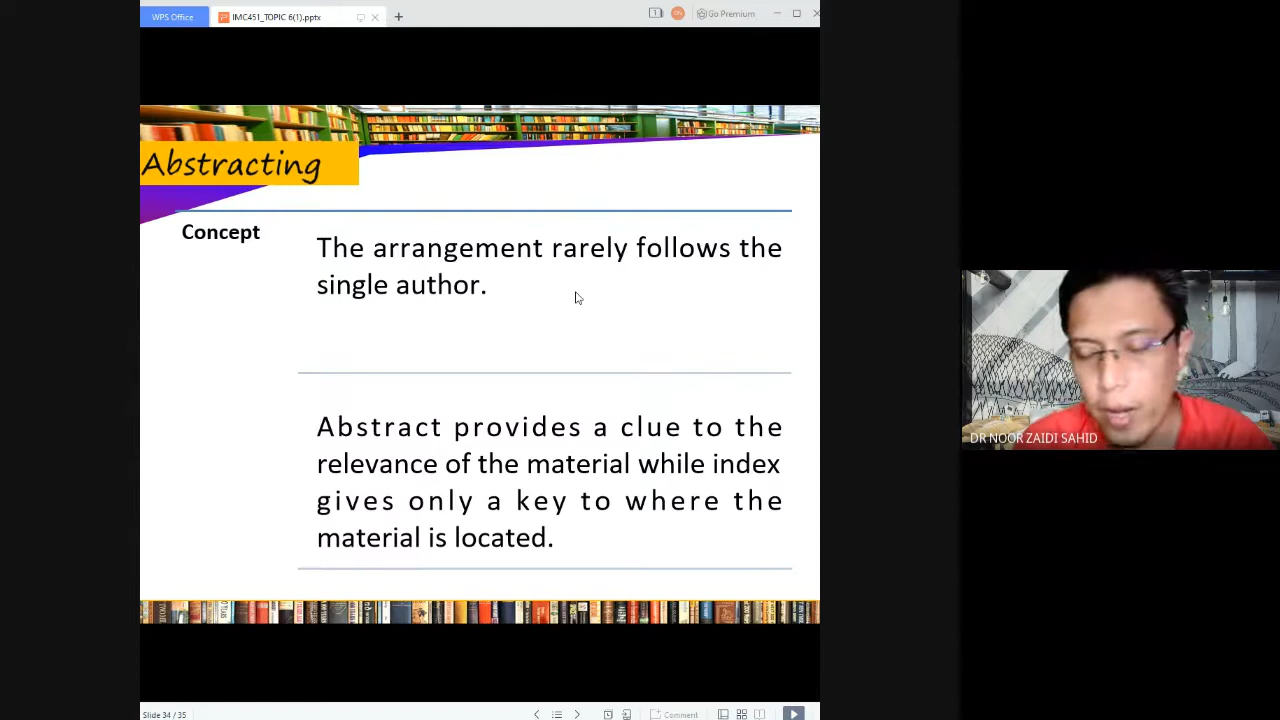 WPS Office
IMC451_TOPIC 6(1).pptx
Go Premium
Abstracting
Concept
The arrangement rarely follows the
single author.
Abstract provides a clue to the
relevance of the material while index
gives only a key to where the
material is located.
DR NOOR ZAIDI SAHID
Slide 34 / 35
Comment